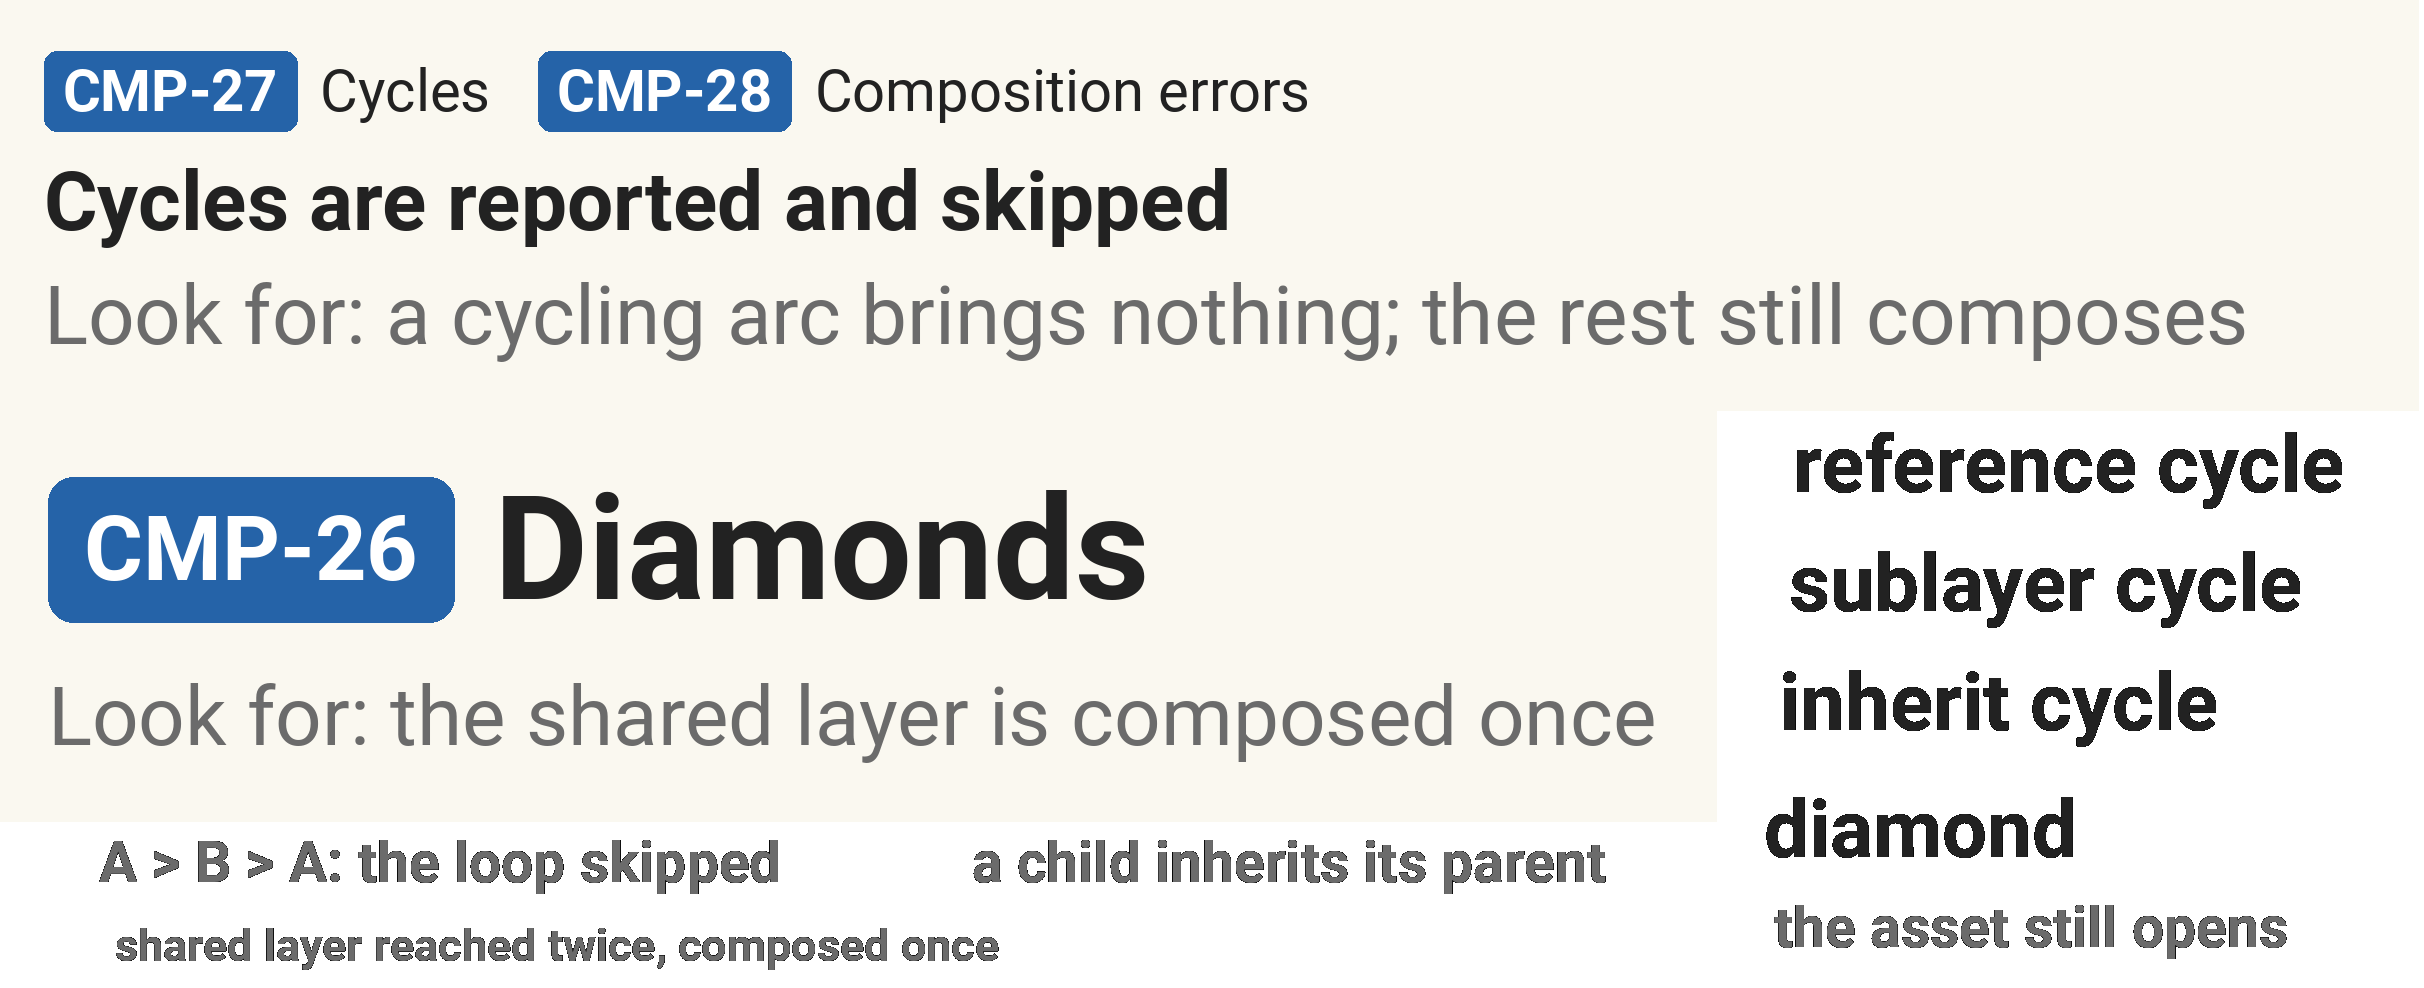 CMP-27 Cycles CMP-28 Composition errors
Cycles are reported and skipped
Look for: a cycling arc brings nothing; the rest still composes
CMP-26 Diamonds
Look for: the shared layer is composed once
reference cycle
sublayer cycle
inherit cycle
diamond
the asset still opens
A > B > A: the loop skipped
a child inherits its parent
shared layer reached twice, composed once